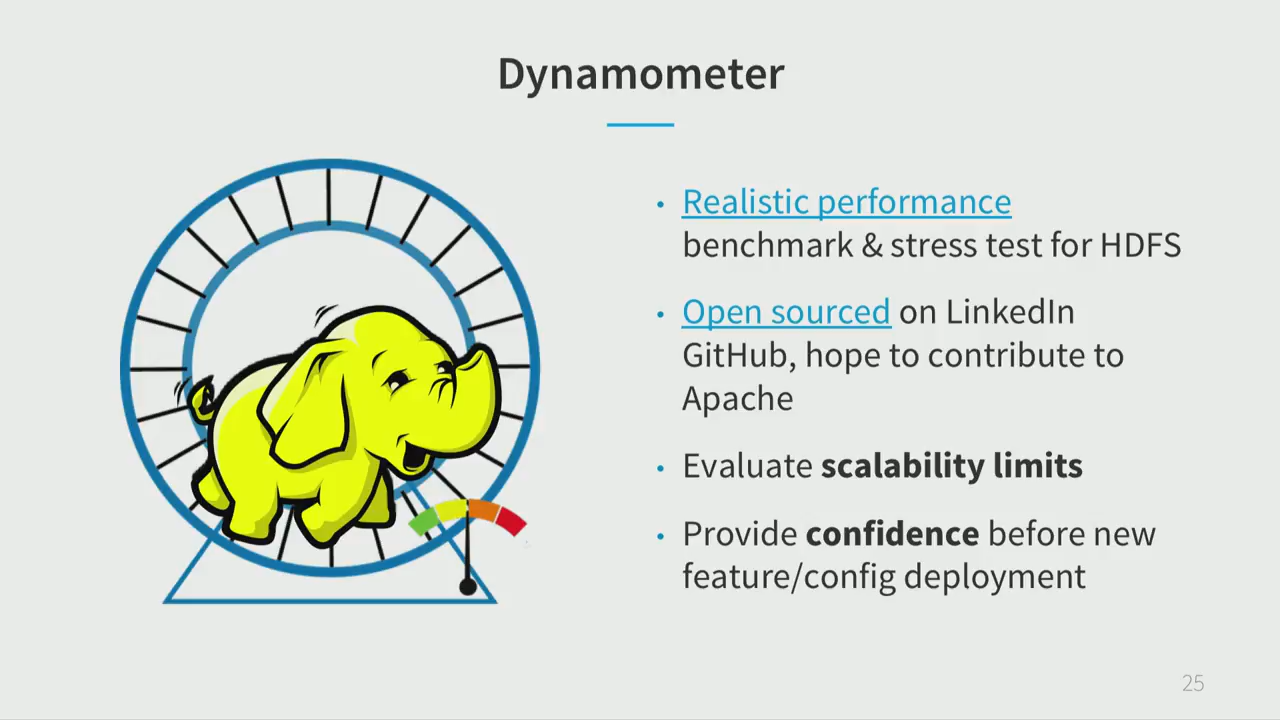 Dynamometer
• Realistic performance
benchmark & stress test for HDFS
• Open sourced on LinkedIn
GitHub, hope to contribute to
Apache
• Evaluate scalability limits
• Provide confidence before new
feature/config deployment
25